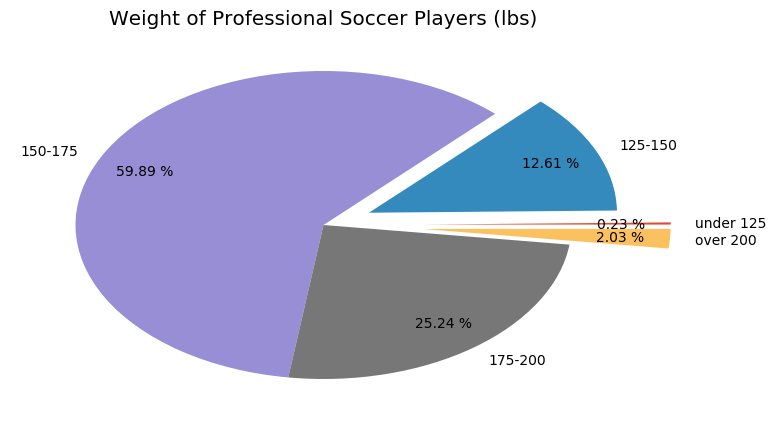 Weight of Professional Soccer Players (lbs)
125-150
150-175
12.61 %
59.89 %
under 125
0.23 %
2.03 %
over 200
25.24 %
175-200